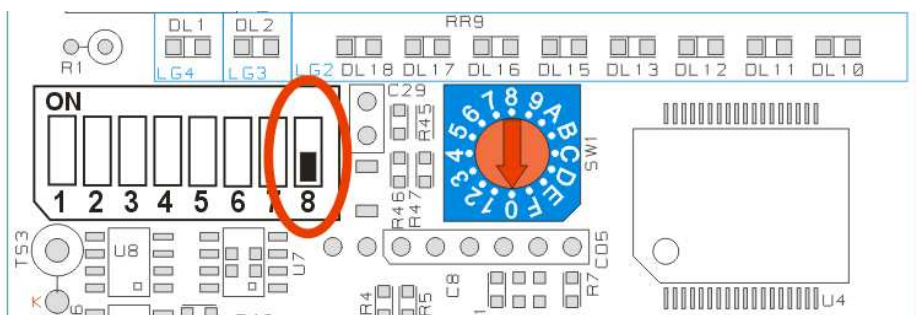 RR9
DL1 DL2
R1 LG4 LG3 LG2 DL18 DL17 DL16 DL15 DL13 DL12 DL11 DL10
ON
1 2 3 4 5 6 7 8
C29
R45
R46
R47
0 1 2 3 4 5 6 7 8 9 A B C D E F
SW1
TS3
U8
U7
CD5
K
R4
R5
C8
1
R7
U4